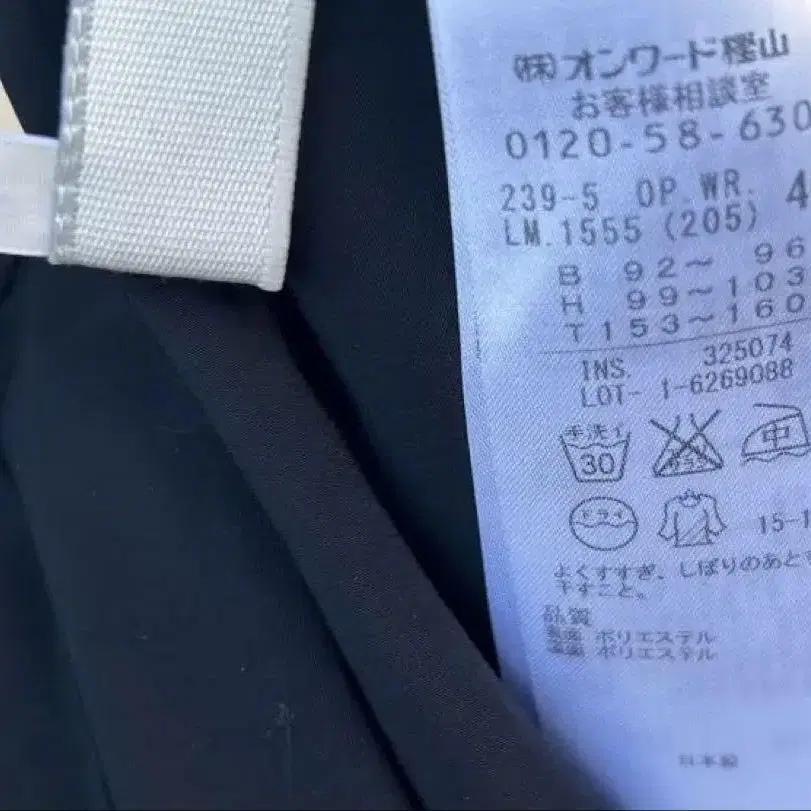 (株)オンワード樫山
お客様相談室
0120-58-630
239-5 OP.WR. 4
LM.1555 (205)
B 92～ 96
H 99～103
T153～160
INS. 325074
LOT- 1-6269088
手洗イ
30
サラシ
中
ドライ
15-1
よくすすぎ、しぼりのあと
干すこと。
品質
ポリエステル
ポリエステル
日本製